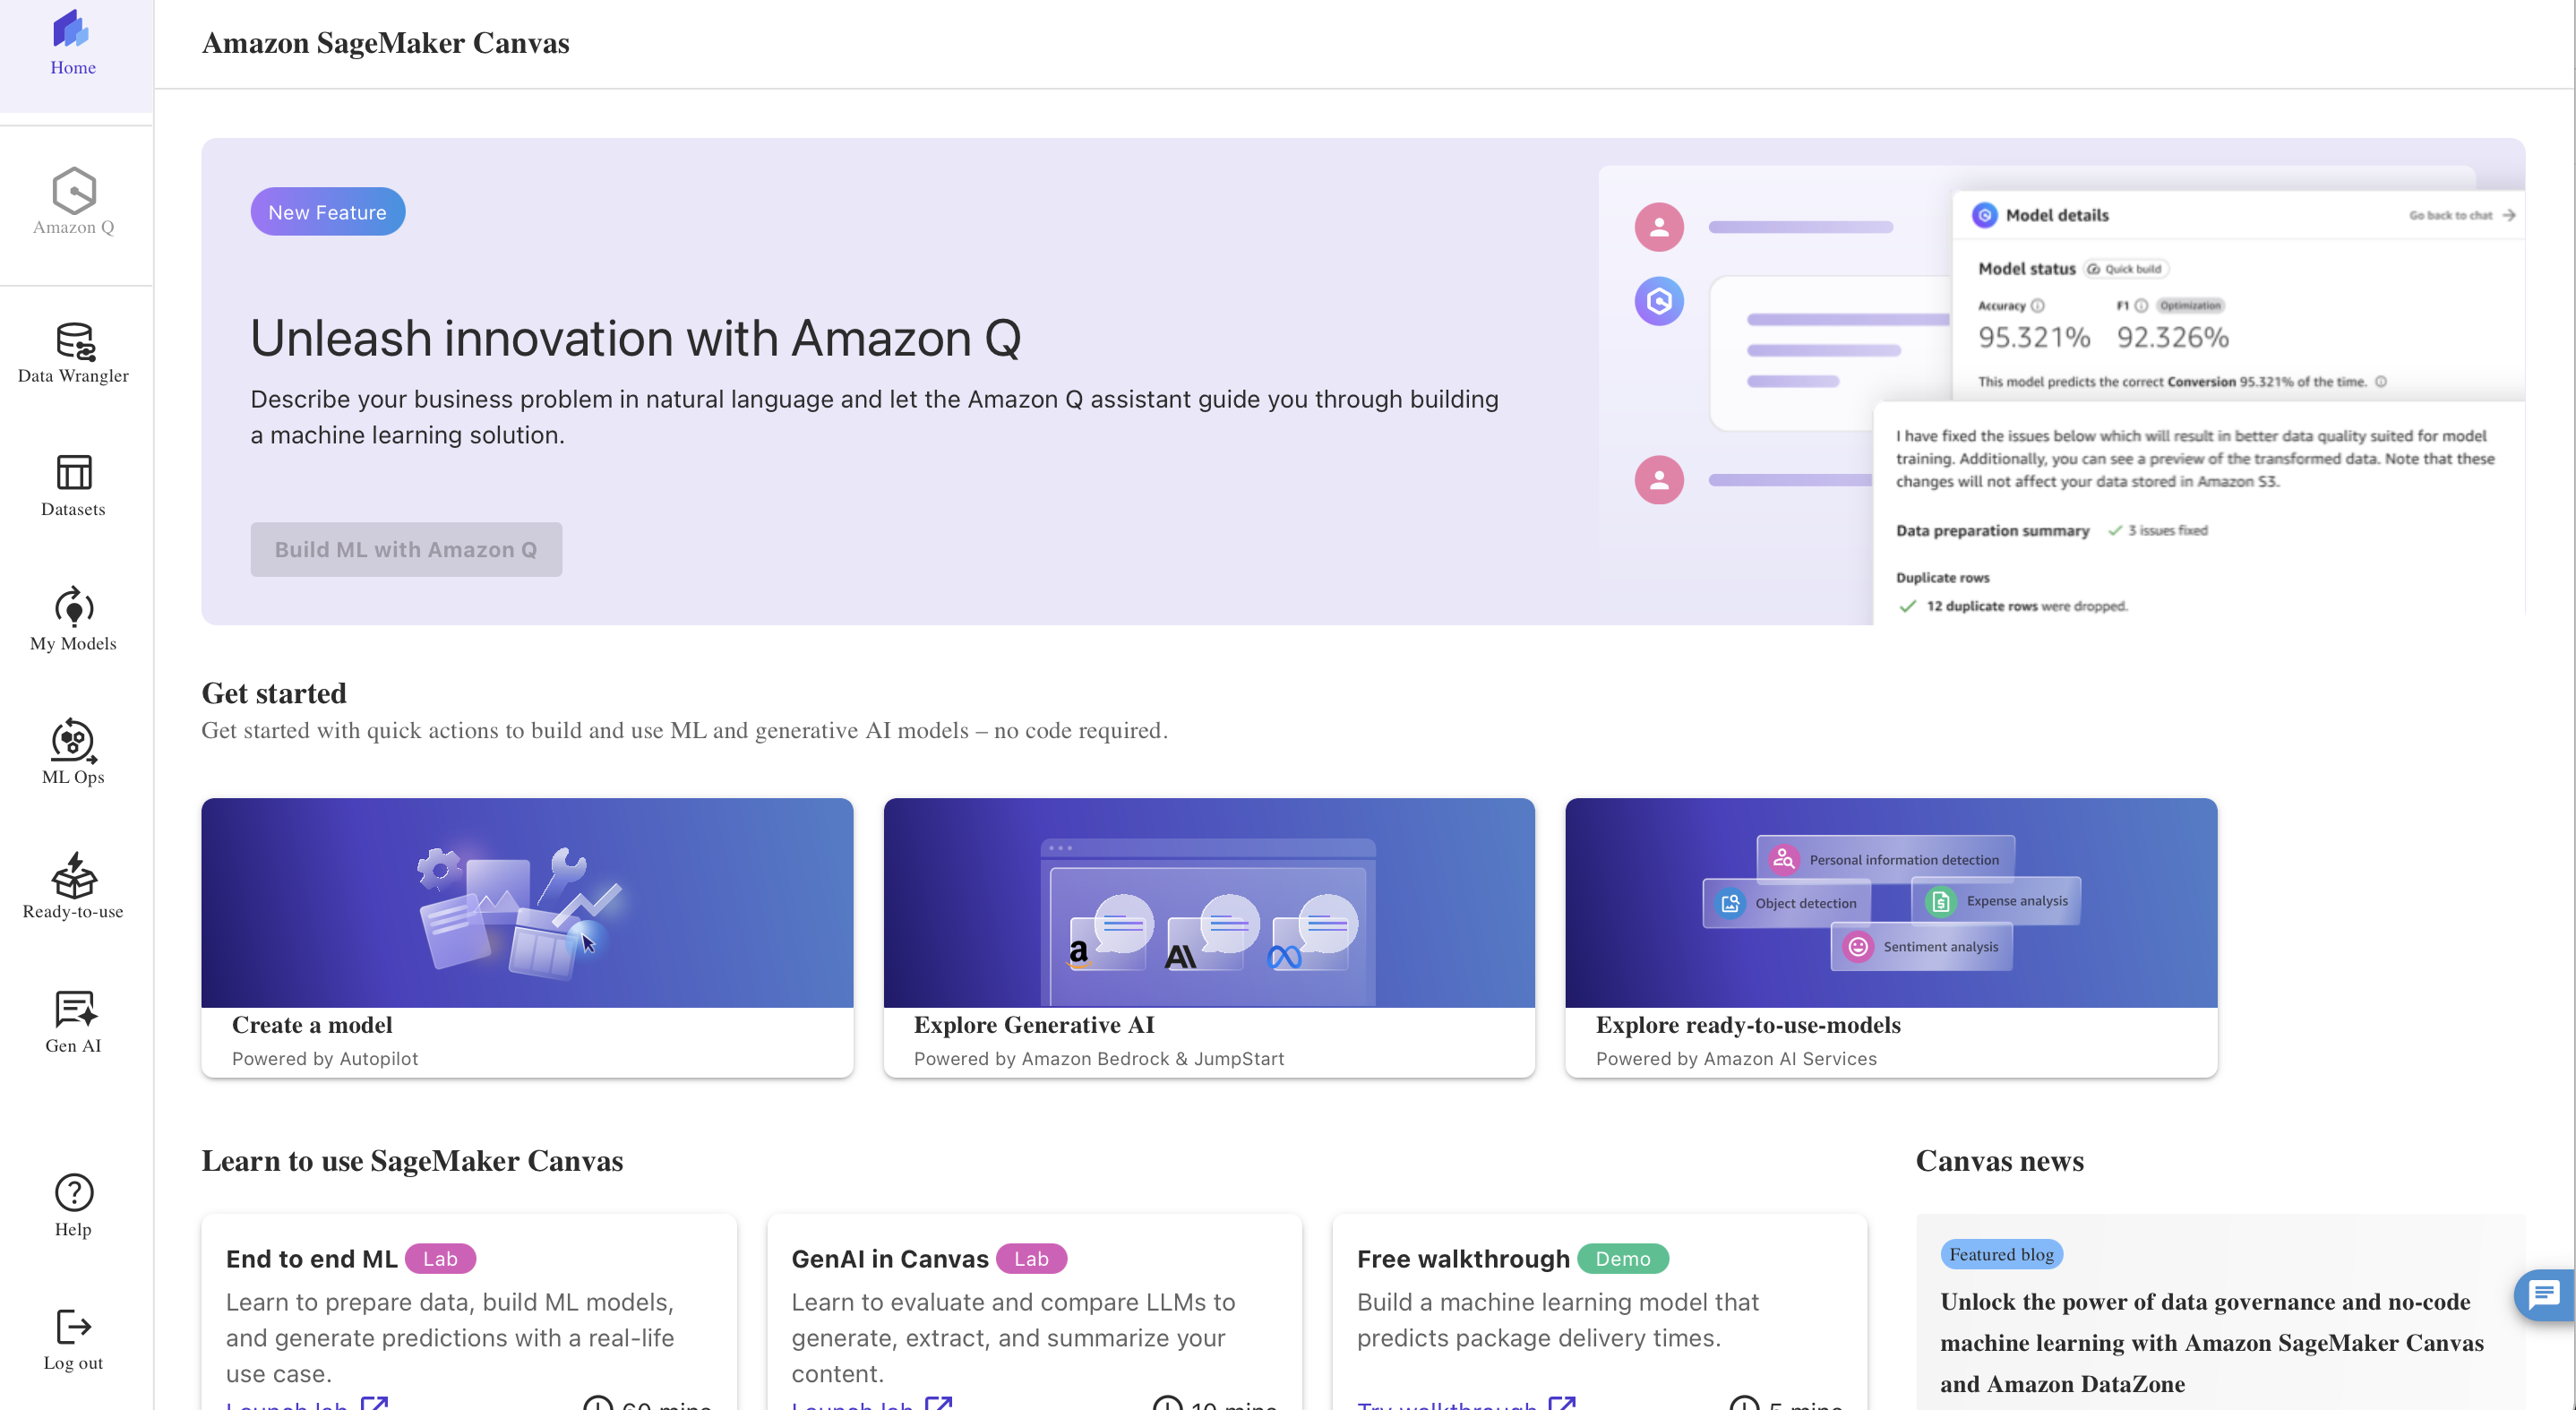 Home
Amazon Q
Data Wrangler
Datasets
My Models
ML Ops
Ready-to-use
Gen AI
Help
Log out
Amazon SageMaker Canvas
New Feature
Unleash innovation with Amazon Q
Describe your business problem in natural language and let the Amazon Q assistant guide you through building
a machine learning solution.
Build ML with Amazon Q
Model details
Go back to chat
Model status
Quick build
Accuracy
F1
Optimization
95.321%
92.326%
This model predicts the correct Conversion 95.321% of the time.
I have fixed the issues below which will result in better data quality suited for model
training. Additionally, you can see a preview of the transformed data. Note that these
changes will not affect your data stored in Amazon S3.
Data preparation summary
3 issues fixed
Duplicate rows
12 duplicate rows were dropped.
Get started
Get started with quick actions to build and use ML and generative AI models – no code required.
Create a model
Powered by Autopilot
Explore Generative AI
Powered by Amazon Bedrock & JumpStart
Personal information detection
Object detection
Expense analysis
Sentiment analysis
Explore ready-to-use-models
Powered by Amazon AI Services
Learn to use SageMaker Canvas
End to end ML
Lab
Learn to prepare data, build ML models,
and generate predictions with a real-life
use case.
Launch lab
60 mins
GenAI in Canvas
Lab
Learn to evaluate and compare LLMs to
generate, extract, and summarize your
content.
Launch lab
10 mins
Free walkthrough
Demo
Build a machine learning model that
predicts package delivery times.
Try walkthrough
5 mins
Canvas news
Featured blog
Unlock the power of data governance and no-code
machine learning with Amazon SageMaker Canvas
and Amazon DataZone